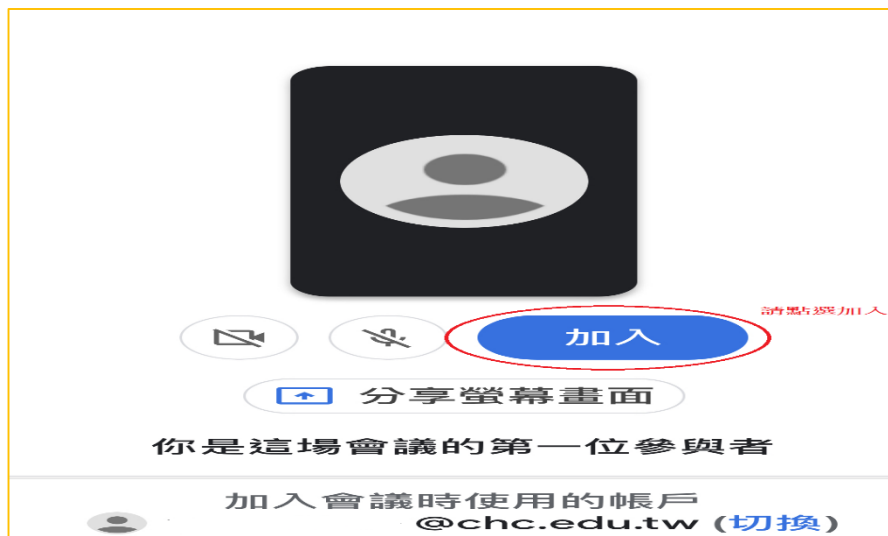 請點選加入
加入
分享螢幕畫面
你是這場會議的第一位參與者
加入會議時使用的帳戶
@chc.edu.tw (切換)